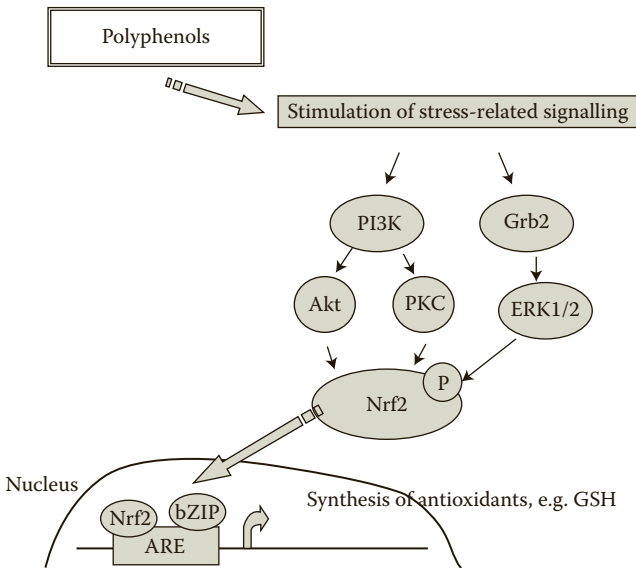 Polyphenols
Stimulation of stress-related signalling
PI3K
Grb2
Akt
PKC
ERK1/2
P
Nrf2
Nucleus
Synthesis of antioxidants, e.g. GSH
Nrf2
bZIP
ARE